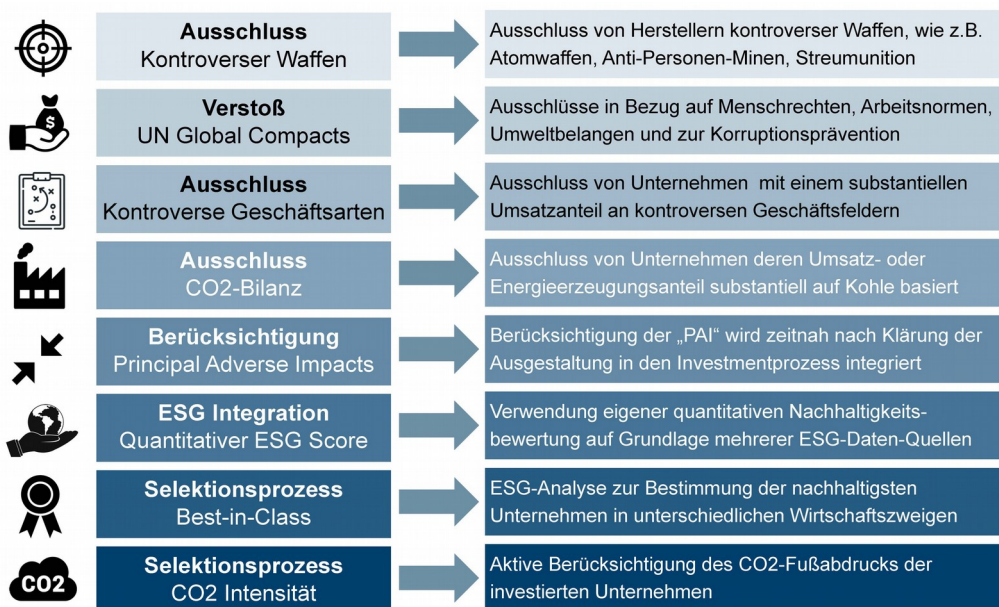 Ausschluss
Kontroverser Waffen
Ausschluss von Herstellern kontroverser Waffen, wie z.B.
Atomwaffen, Anti-Personen-Minen, Streumunition
Verstoß
UN Global Compacts
Ausschlüsse in Bezug auf Menschrechten, Arbeitsnormen,
Umweltbelangen und zur Korruptionsprävention
Ausschluss
Kontroverse Geschäftsarten
Ausschluss von Unternehmen mit einem substantiellen
Umsatzanteil an kontroversen Geschäftsfeldern
Ausschluss
CO2-Bilanz
Ausschluss von Unternehmen deren Umsatz- oder
Energieerzeugungsanteil substantiell auf Kohle basiert
Berücksichtigung
Principal Adverse Impacts
Berücksichtigung der „PAI“ wird zeitnah nach Klärung der
Ausgestaltung in den Investmentprozess integriert
ESG Integration
Quantitativer ESG Score
Verwendung eigener quantitativen Nachhaltigkeits-
bewertung auf Grundlage mehrerer ESG-Daten-Quellen
Selektionsprozess
Best-in-Class
ESG-Analyse zur Bestimmung der nachhaltigsten
Unternehmen in unterschiedlichen Wirtschaftszweigen
CO2
Selektionsprozess
CO2 Intensität
Aktive Berücksichtigung des CO2-Fußabdrucks der
investierten Unternehmen